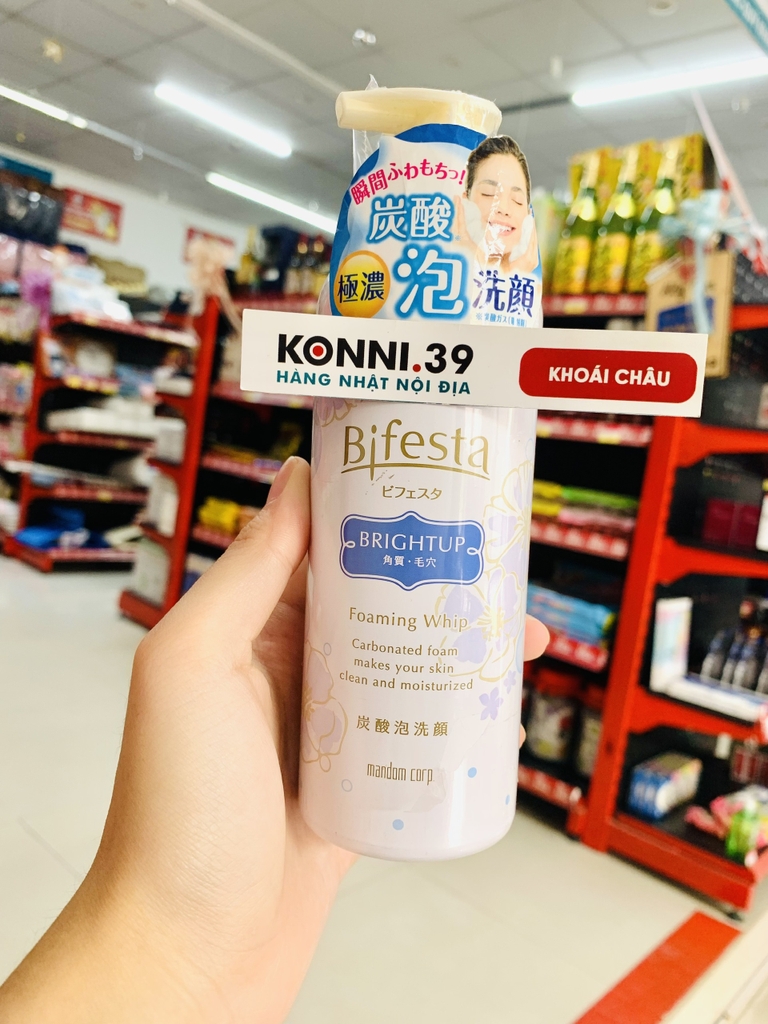 瞬間ふわもちっ!
炭酸
極濃
泡
洗顔
KONNI.39
HÀNG NHẬT NỘI ĐỊA
KHOÁI CHÂU
Bifesta
ビフェスタ
BRIGHTUP
角質・毛穴
Foaming Whip
Carbonated foam
makes your skin
clean and moisturized
炭酸泡洗顔
mandom corp.